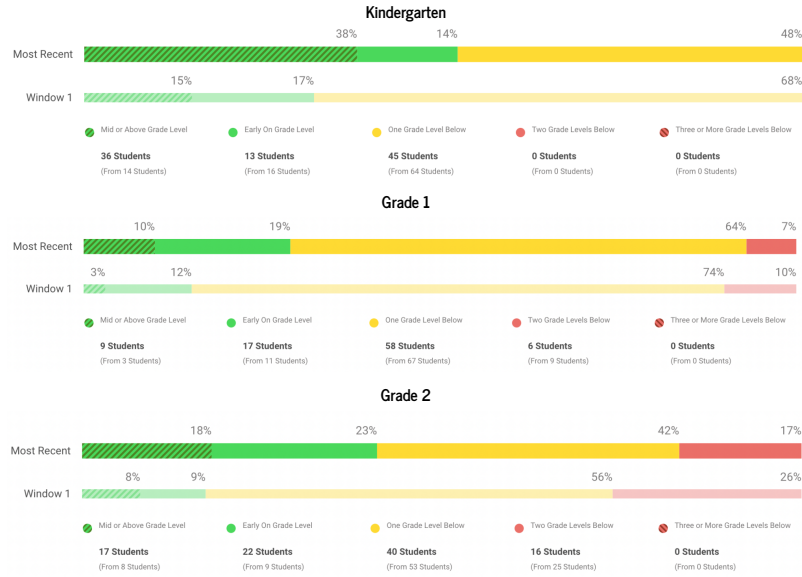 Kindergarten
38% 14% 48%
Most Recent
15% 17% 68%
Window 1
Mid or Above Grade Level Early On Grade Level One Grade Level Below Two Grade Levels Below Three or More Grade Levels Below
36 Students 13 Students 45 Students 0 Students 0 Students
(From 14 Students) (From 16 Students) (From 64 Students) (From 0 Students) (From 0 Students)
Grade 1
10% 19% 64% 7%
Most Recent
3% 12% 74% 10%
Window 1
Mid or Above Grade Level Early On Grade Level One Grade Level Below Two Grade Levels Below Three or More Grade Levels Below
9 Students 17 Students 58 Students 6 Students 0 Students
(From 3 Students) (From 11 Students) (From 67 Students) (From 9 Students) (From 0 Students)
Grade 2
18% 23% 42% 17%
Most Recent
8% 9% 56% 26%
Window 1
Mid or Above Grade Level Early On Grade Level One Grade Level Below Two Grade Levels Below Three or More Grade Levels Below
17 Students 22 Students 40 Students 16 Students 0 Students
(From 8 Students) (From 9 Students) (From 53 Students) (From 25 Students) (From 0 Students)